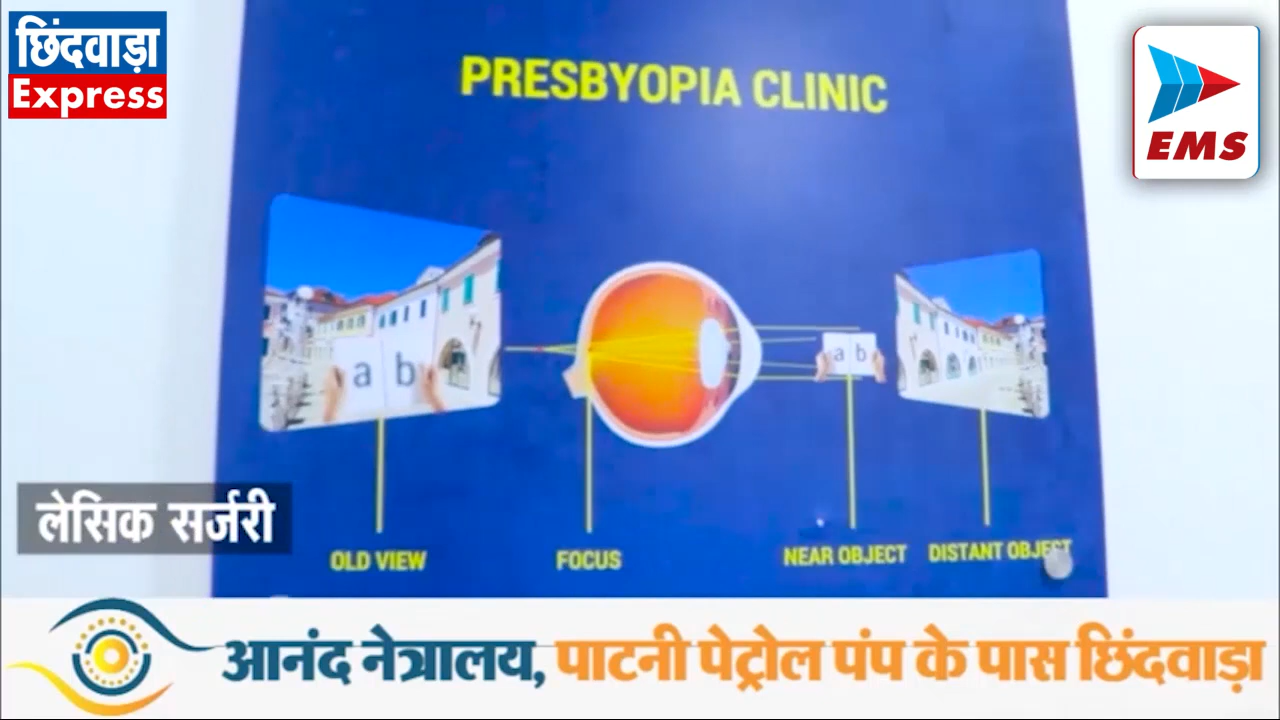 छिंदवाड़ा
Express
EMS
PRESBYOPIA CLINIC
a b
a b
OLD VIEW
FOCUS
NEAR OBJECT
DISTANT OBJECT
लेसिक सर्जरी
आनंद नेत्रालय, पाटनी पेट्रोल पंप के पास छिंदवाड़ा